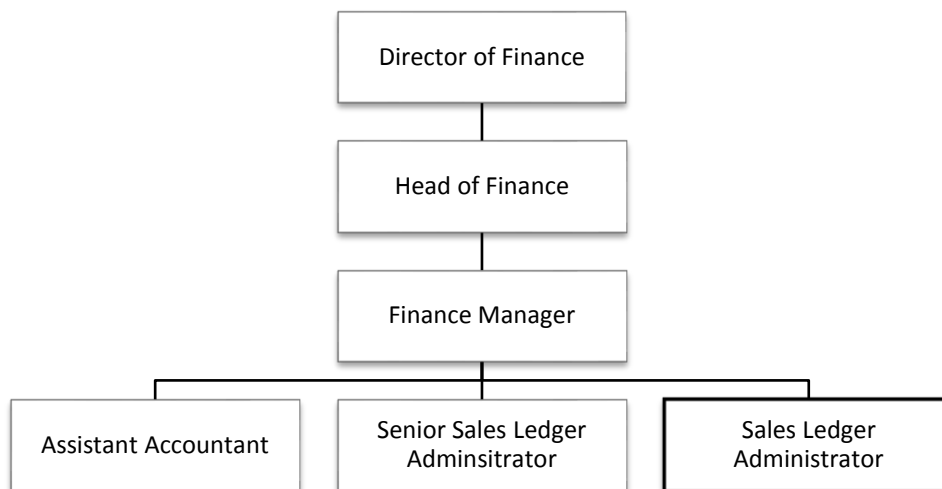 Director of Finance
Head of Finance
Finance Manager
Assistant Accountant
Senior Sales Ledger
Adminsitrator
Sales Ledger
Administrator